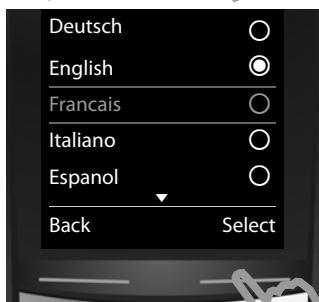 Deutsch
English
Francais
Italiano
Espanol
Back Select